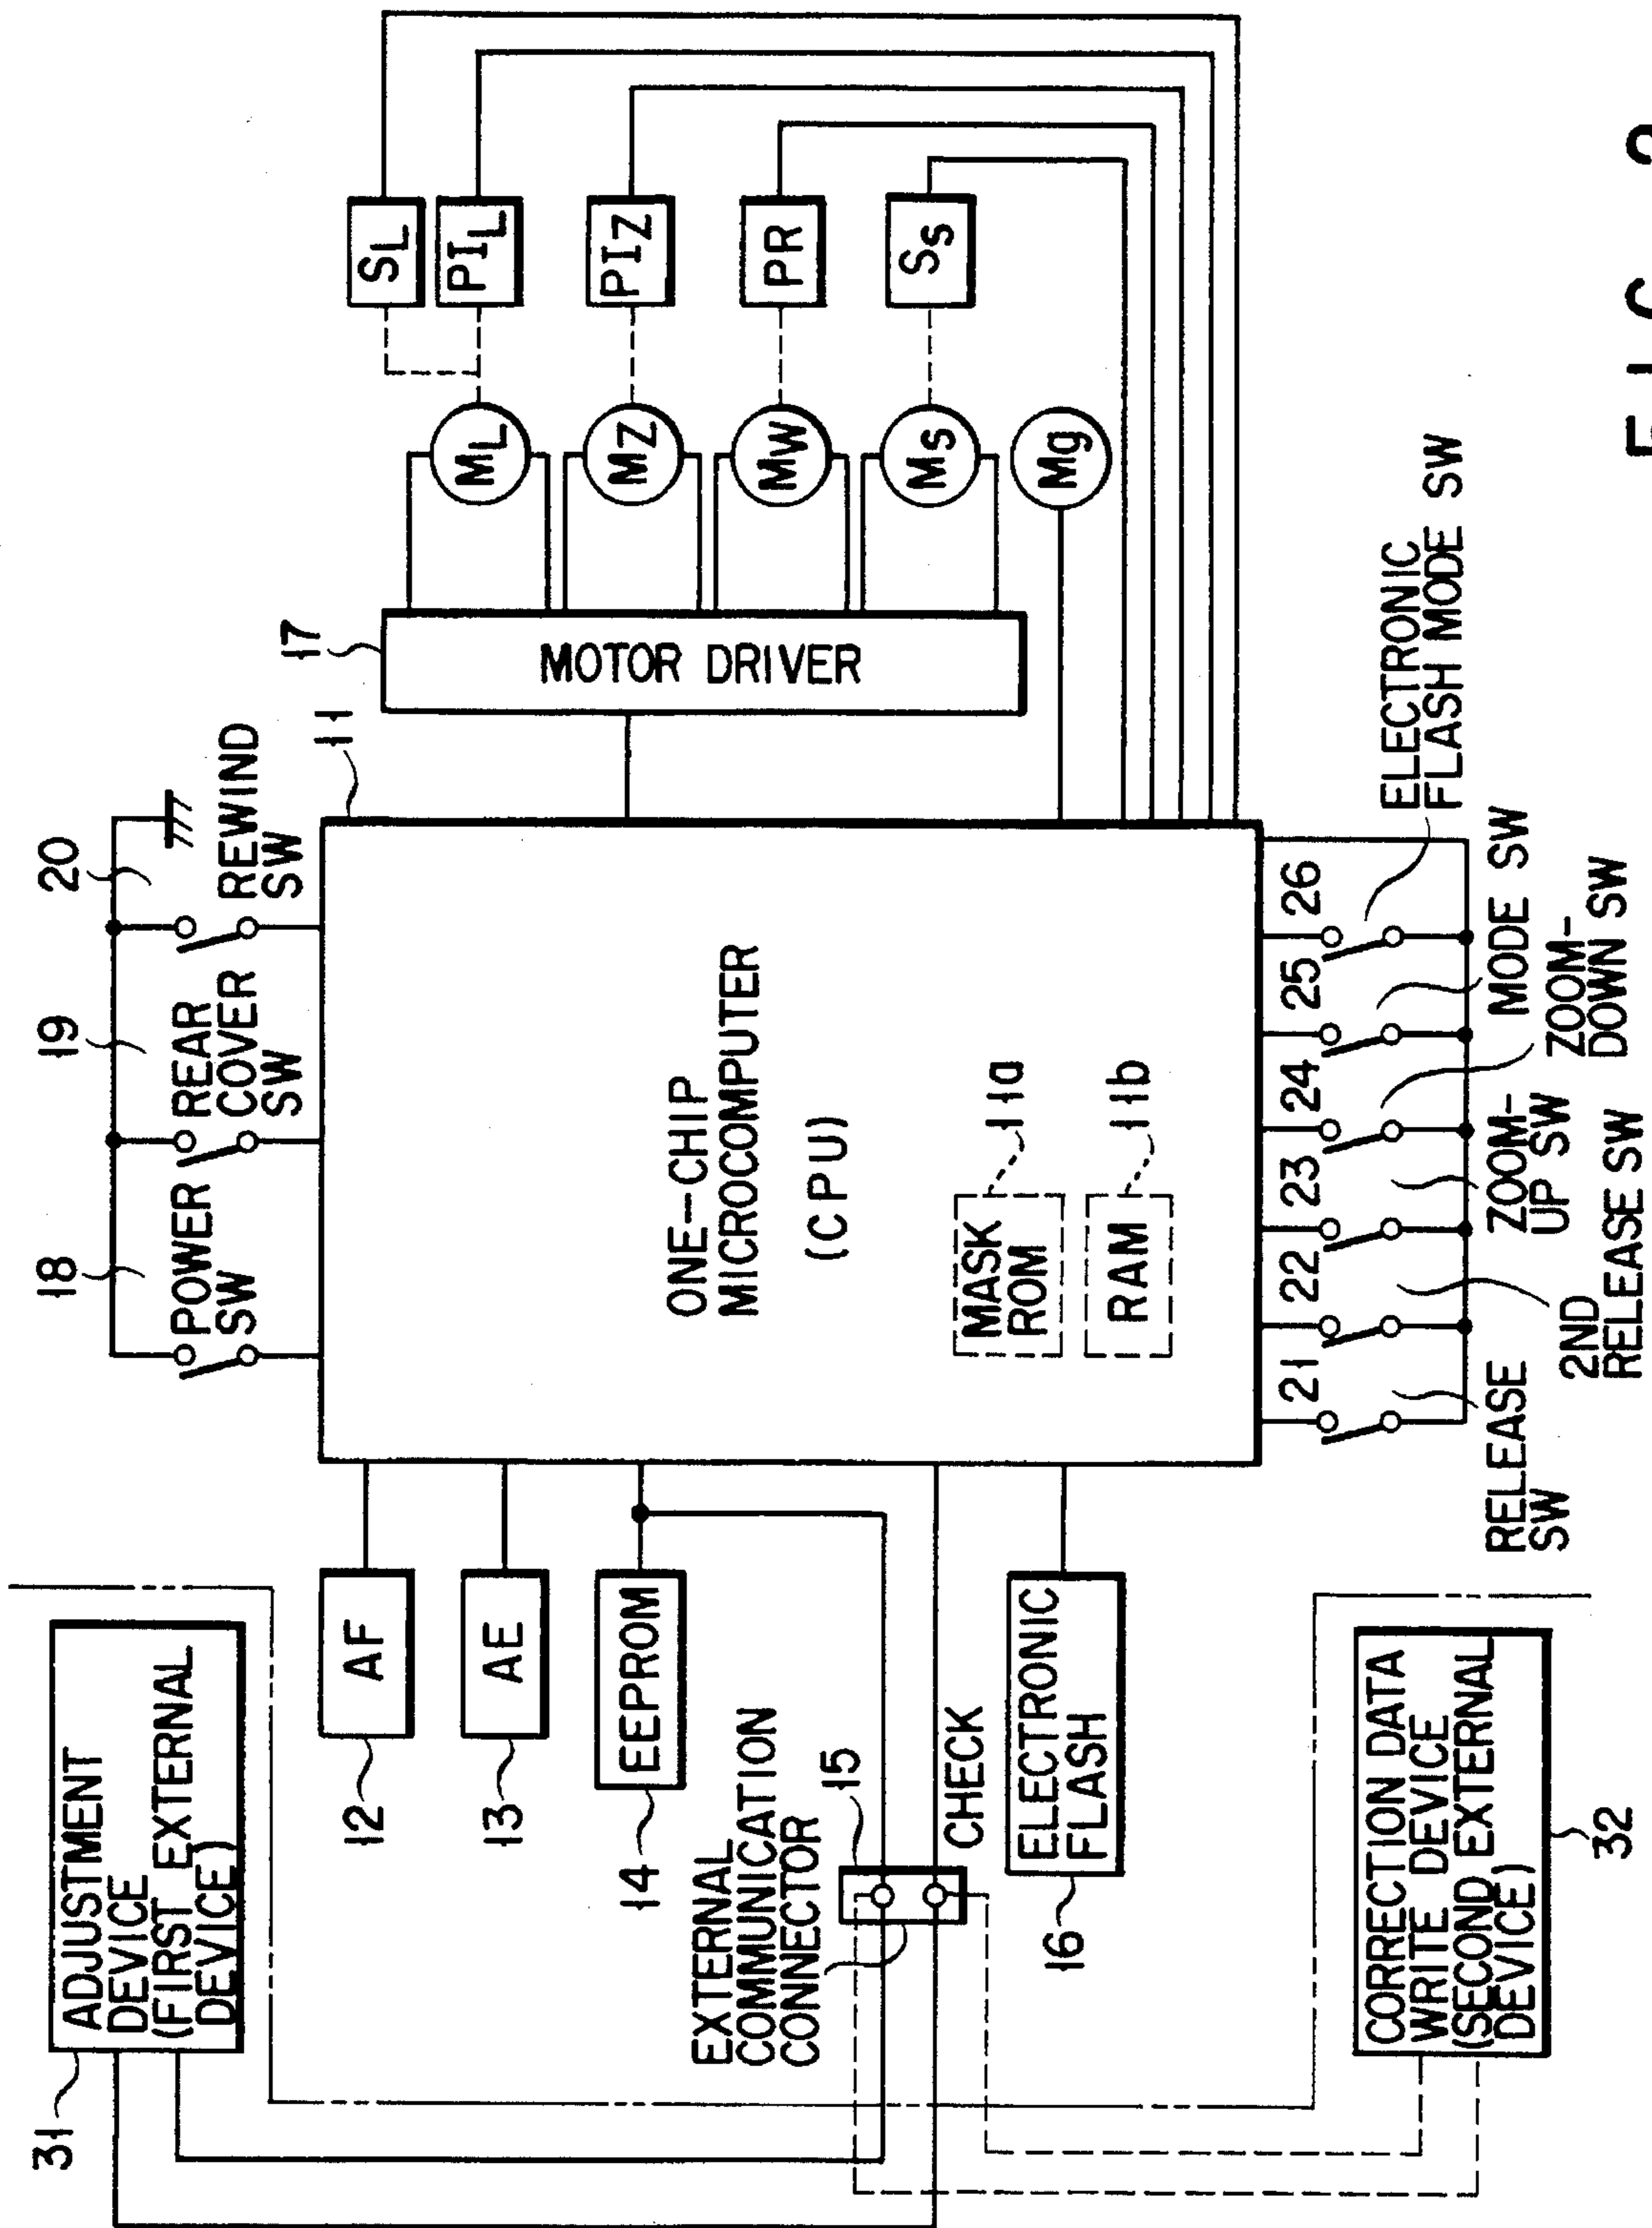 31
ADJUSTMENT
DEVICE
(FIRST EXTERNAL
DEVICE)
18
POWER
SW
19
REAR
COVER
SW
20
REWIND
SW
11
17
MOTOR DRIVER
ML
MZ
MW
MS
Mg
SL
PIL
PIZ
PR
SS
12
AF
13
AE
14
EEPROM
EXTERNAL
COMMUNICATION
CONNECTOR
15
CHECK
16
ELECTRONIC
FLASH
ONE-CHIP
MICROCOMPUTER
(CPU)
MASK
ROM
11a
RAM
11b
21
22
23
24
25
26
RELEASE
SW
2ND
RELEASE SW
ZOOM-
UP SW
ZOOM-
DOWN SW
MODE SW
ELECTRONIC
FLASH MODE SW
CORRECTION DATA
WRITE DEVICE
(SECOND EXTERNAL
DEVICE)
32